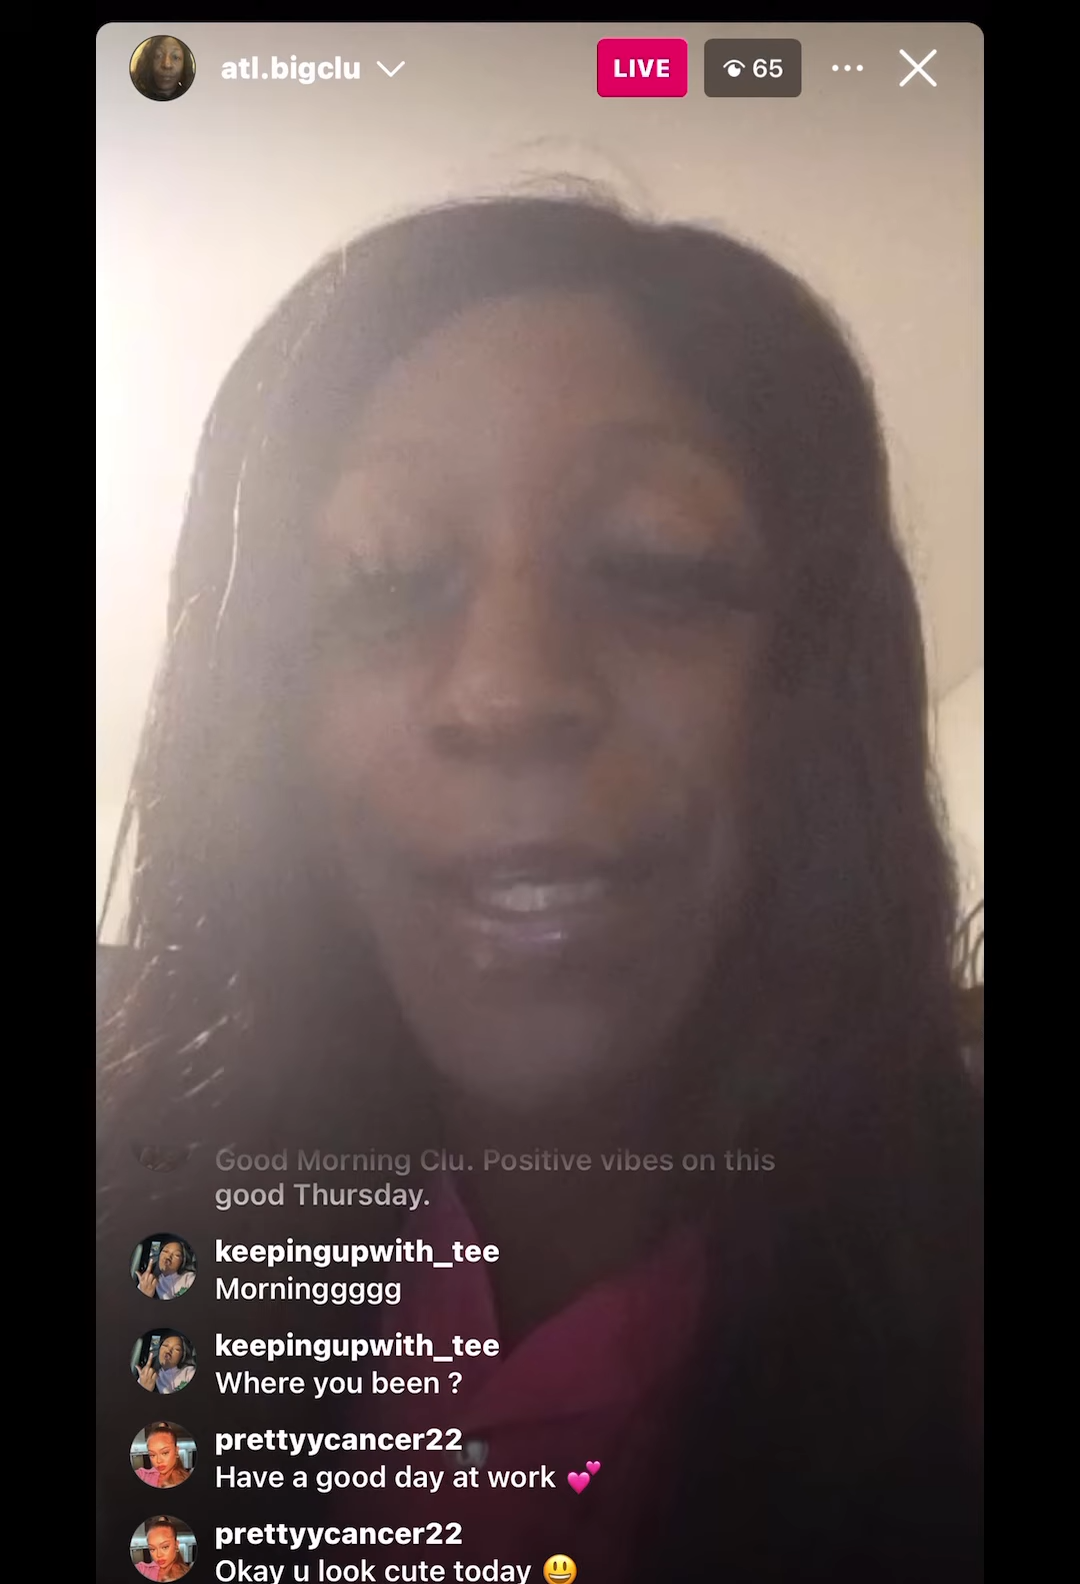 atl.bigclu
LIVE
65
Good Morning Clu. Positive vibes on this
good Thursday.
keepingupwith_tee
Morninggggg
keepingupwith_tee
Where you been ?
prettyycancer22
Have a good day at work 💕
prettyycancer22
Okay u look cute today 😃